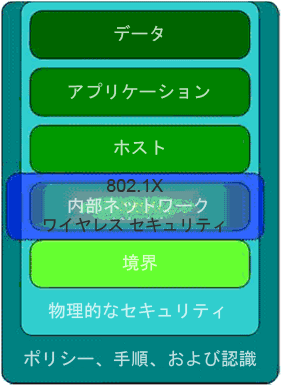 データ
アプリケーション
ホスト
802.1X
内部ネットワーク
ワイヤレス セキュリティ
境界
物理的なセキュリティ
ポリシー、手順、および認識